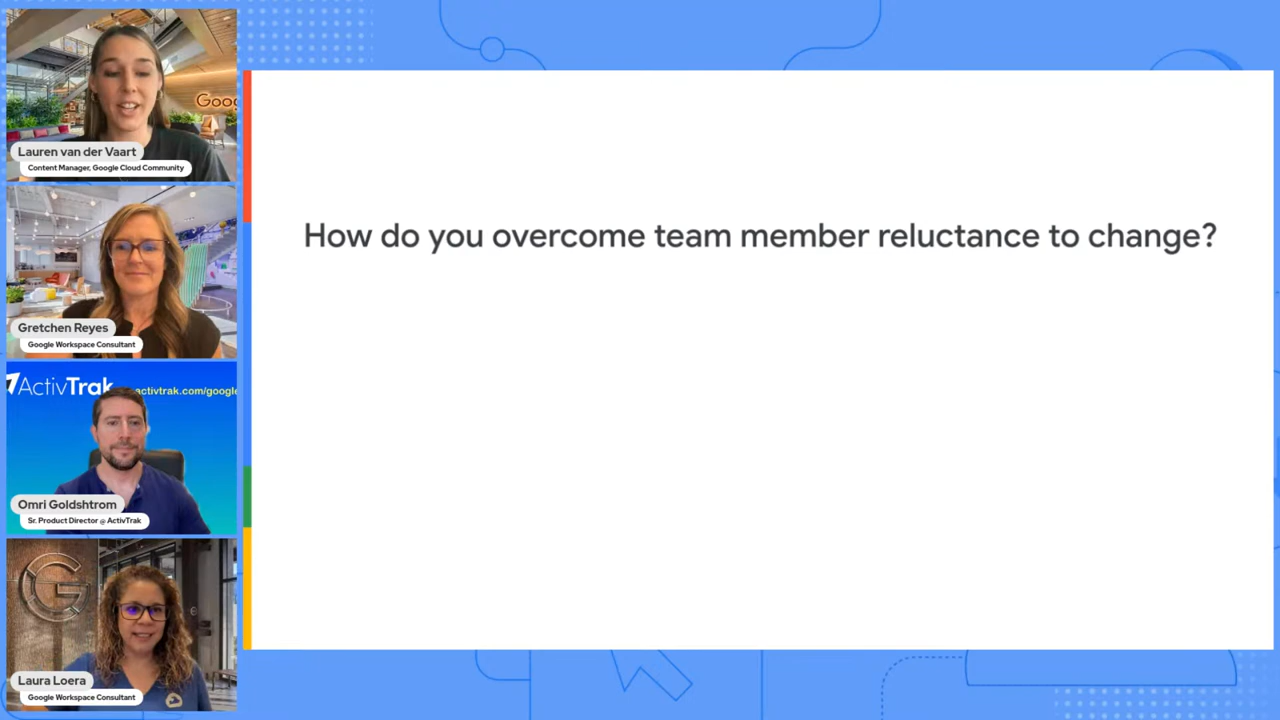 Goog
Lauren van der Vaart
Content Manager, Google Cloud Community
Gretchen Reyes
Google Workspace Consultant
ActivTrak
activtrak.com/google
Omri Goldshtrom
Sr. Product Director @ ActivTrak
G
Laura Loera
Google Workspace Consultant
How do you overcome team member reluctance to change?